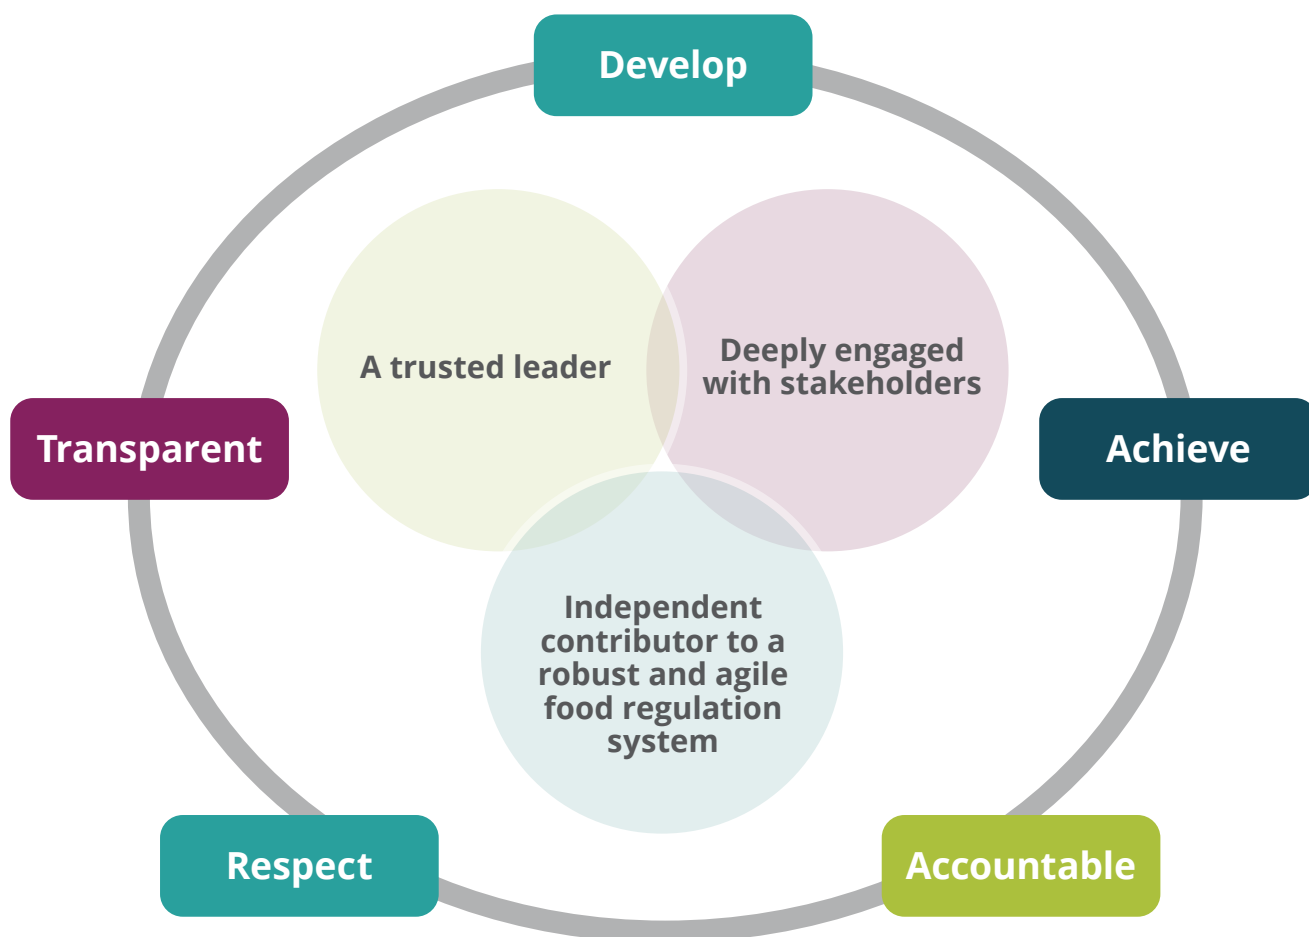 Develop
A trusted leader
Deeply engaged
with stakeholders
Transparent
Achieve
Independent
contributor to a
robust and agile
food regulation
system
Respect
Accountable